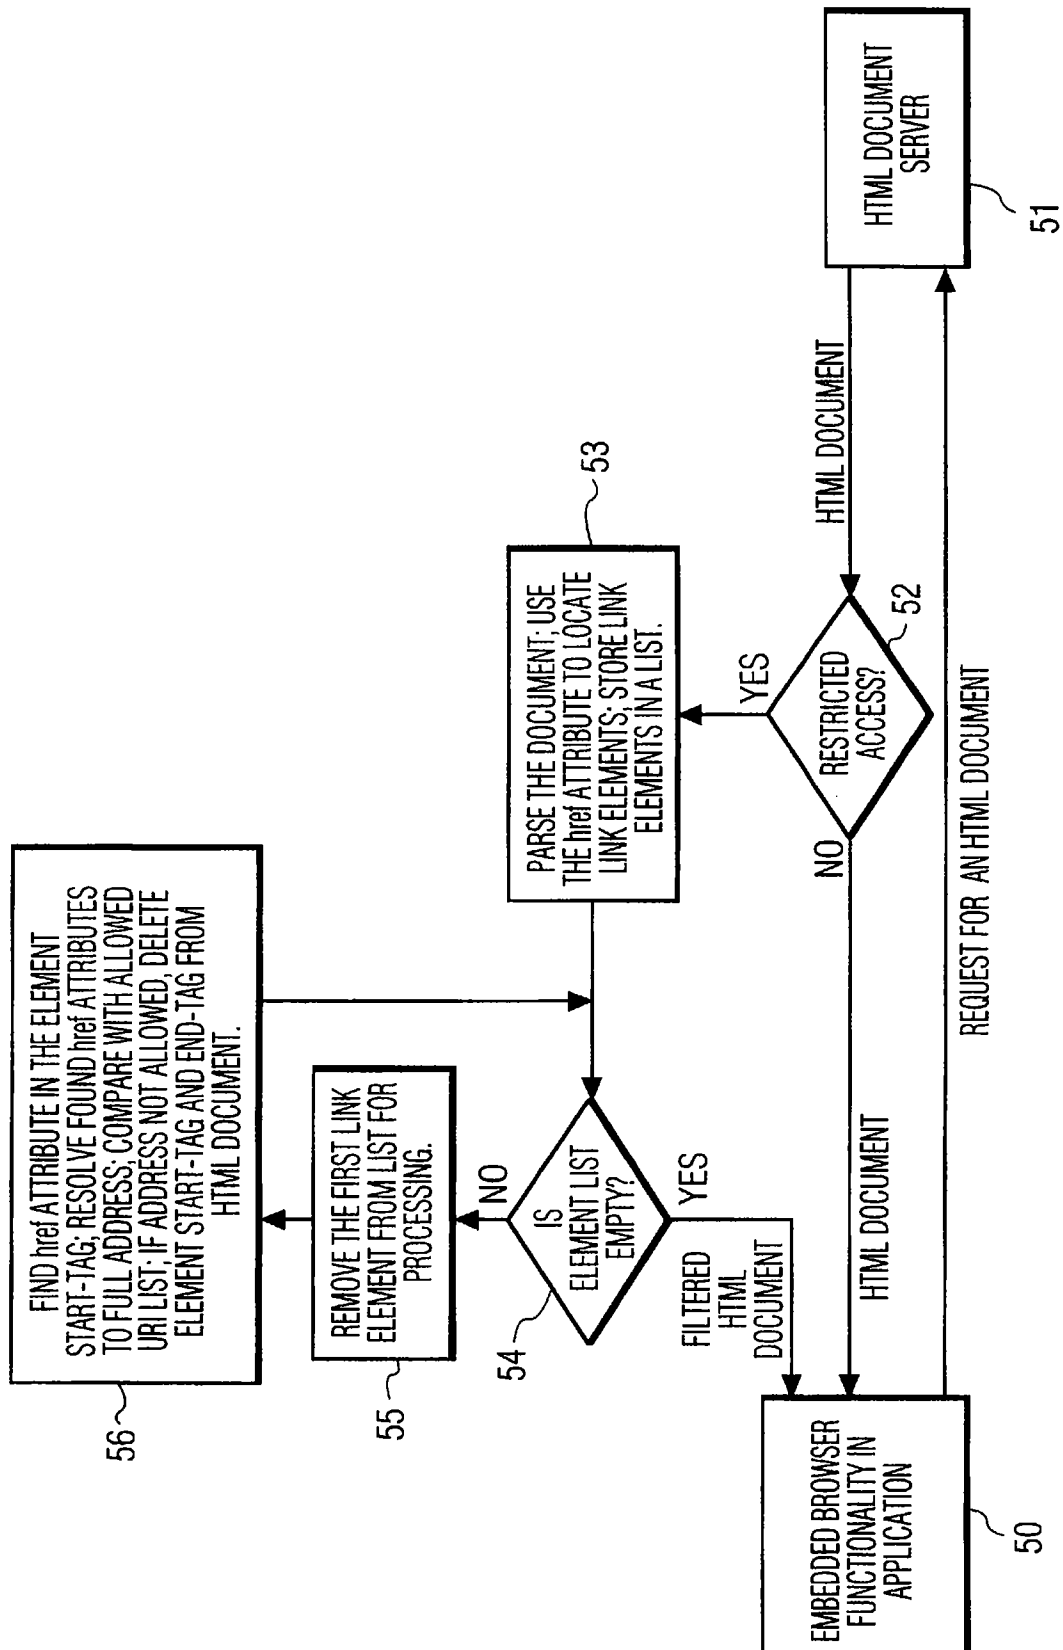 FIND href ATTRIBUTE IN THE ELEMENT
START-TAG; RESOLVE FOUND href ATTRIBUTES
TO FULL ADDRESS; COMPARE WITH ALLOWED
URI LIST; IF ADDRESS NOT ALLOWED, DELETE
ELEMENT START-TAG AND END-TAG FROM
HTML DOCUMENT.
56
REMOVE THE FIRST LINK
ELEMENT FROM LIST FOR
PROCESSING.
55
NO
IS
ELEMENT LIST
EMPTY?
54
YES
FILTERED
HTML
DOCUMENT
PARSE THE DOCUMENT; USE
THE href ATTRIBUTE TO LOCATE
LINK ELEMENTS; STORE LINK
ELEMENTS IN A LIST.
53
YES
RESTRICTED
ACCESS?
52
NO
HTML DOCUMENT
HTML DOCUMENT
HTML DOCUMENT
SERVER
51
REQUEST FOR AN HTML DOCUMENT
EMBEDDED BROWSER
FUNCTIONALITY IN
APPLICATION
50